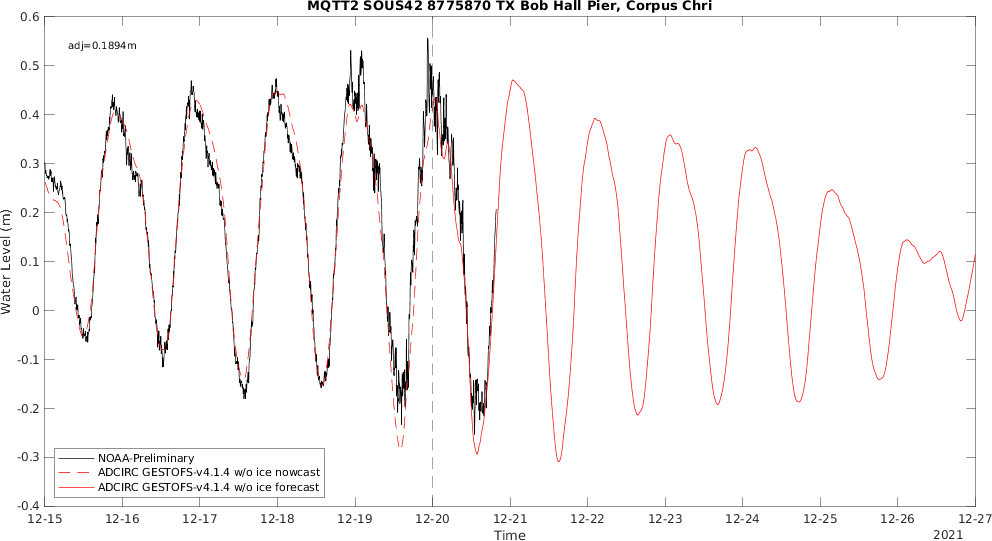 MQTT2 SOUS42 8775870 TX Bob Hall Pier, Corpus Chri
adj=0.1894m
0.6
0.5
0.4
0.3
0.2
0.1
0
-0.1
-0.2
-0.3
-0.4
Water Level (m)
NOAA-Preliminary
ADCIRC GESTOFS-v4.1.4 w/o ice nowcast
ADCIRC GESTOFS-v4.1.4 w/o ice forecast
12-15 12-16 12-17 12-18 12-19 12-20 12-21 12-22 12-23 12-24 12-25 12-26 12-27
Time
2021